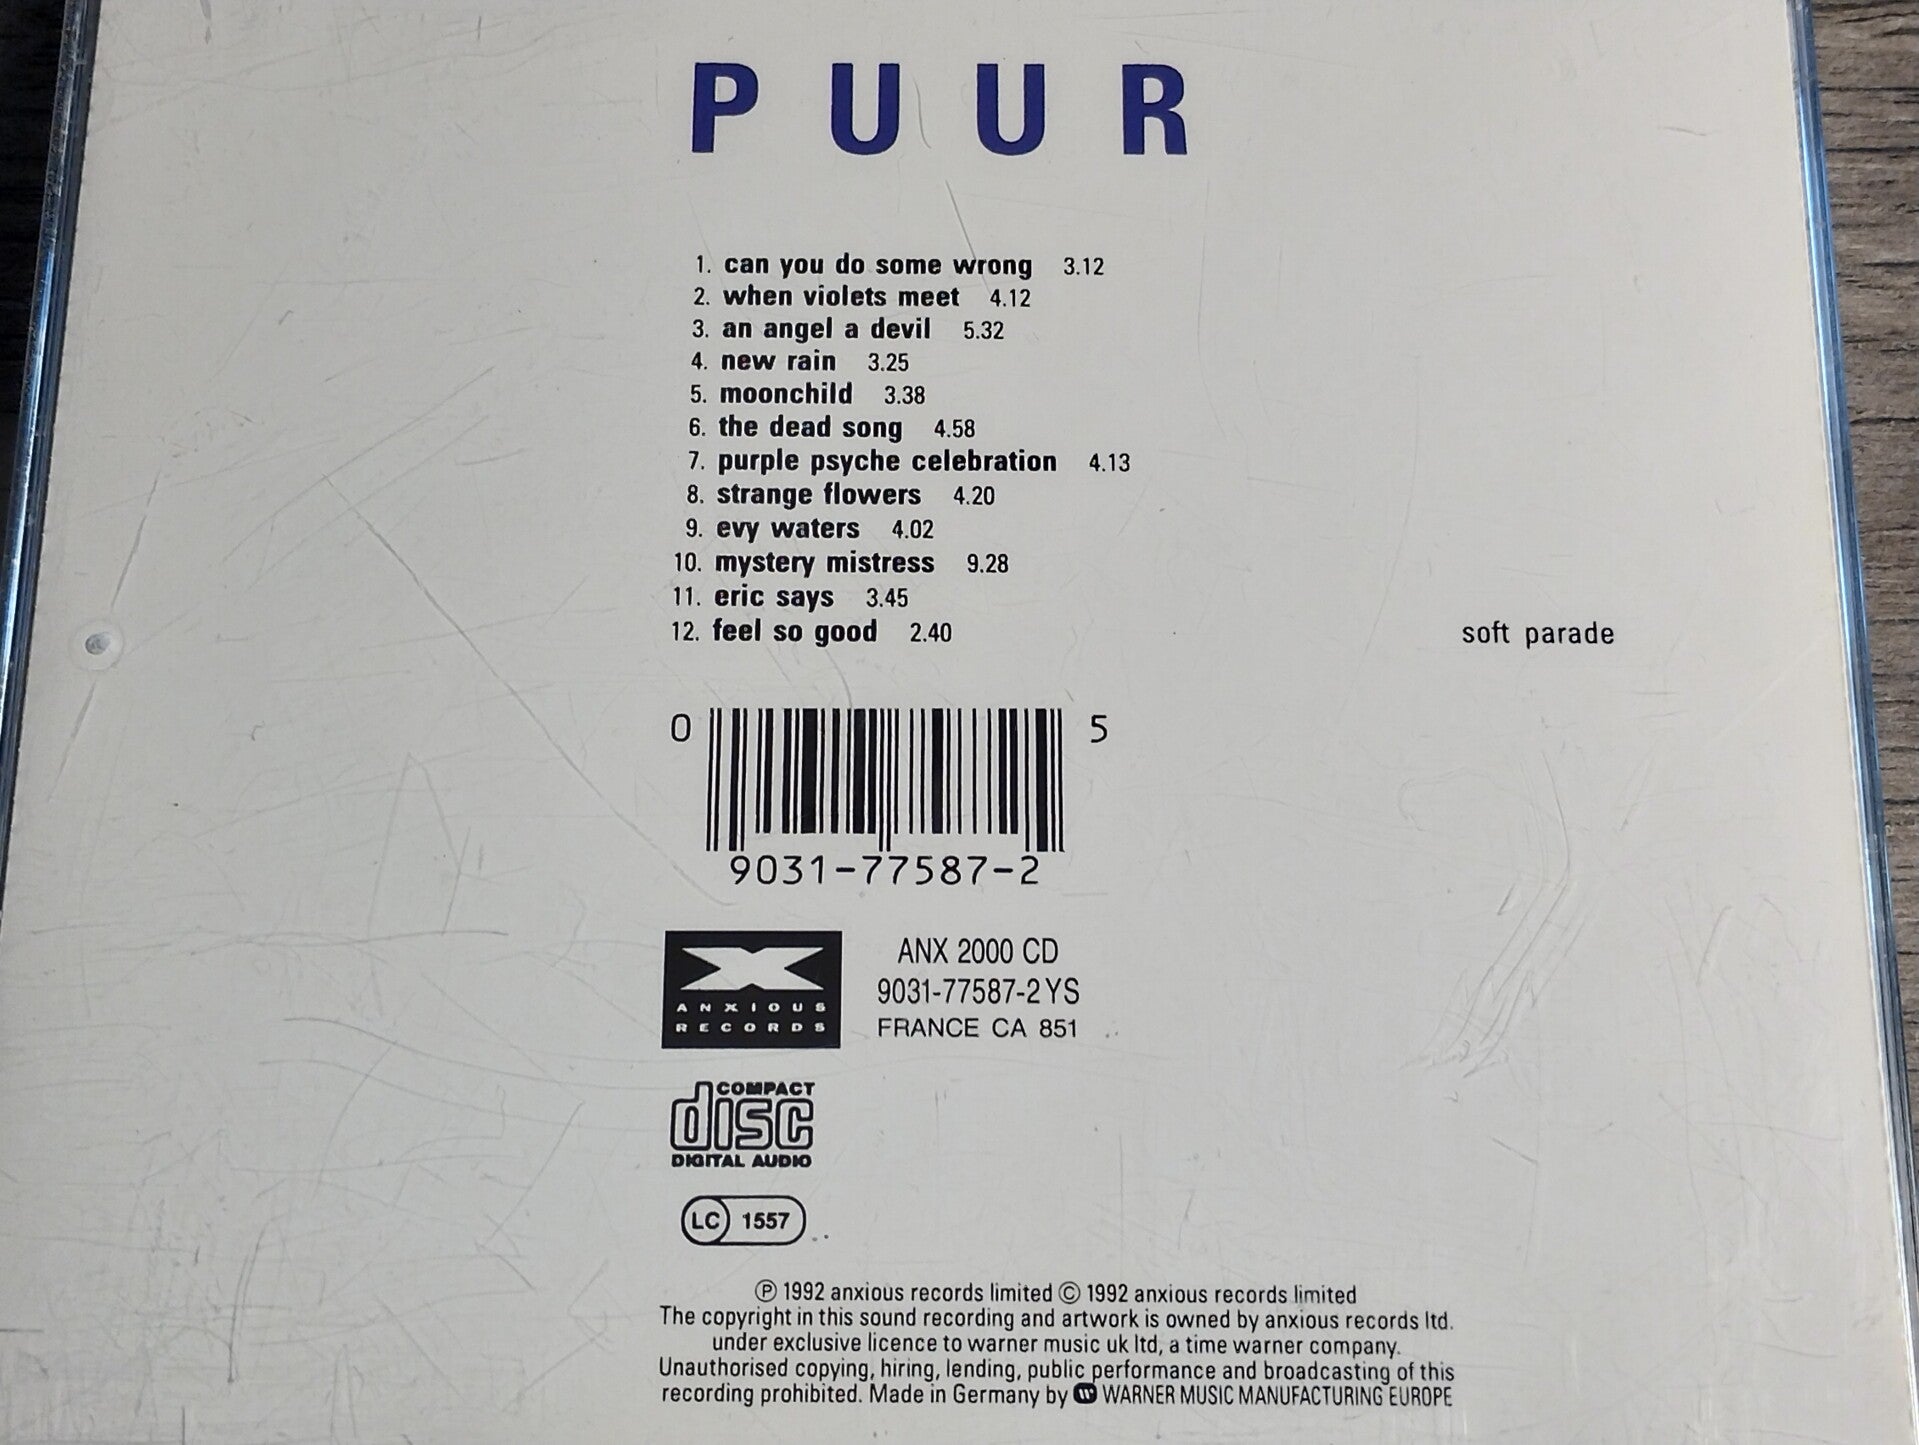 PUUR
1. can you do some wrong 3.12
2. when violets meet 4.12
3. an angel a devil 5.32
4. new rain 3.25
5. moonchild 3.38
6. the dead song 4.58
7. purple psyche celebration 4.13
8. strange flowers 4.20
9. evy waters 4.02
10. mystery mistress 9.28
11. eric says 3.45
12. feel so good 2.40
soft parade
0 5
9031-77587-2
ANXIOUS
RECORDS
ANX 2000 CD
9031-77587-2 YS
FRANCE CA 851
COMPACT
disc
DIGITAL AUDIO
LC 1557
℗ 1992 anxious records limited © 1992 anxious records limited
The copyright in this sound recording and artwork is owned by anxious records ltd.
under exclusive licence to warner music uk ltd, a time warner company.
Unauthorised copying, hiring, lending, public performance and broadcasting of this
recording prohibited. Made in Germany by WARNER MUSIC MANUFACTURING EUROPE